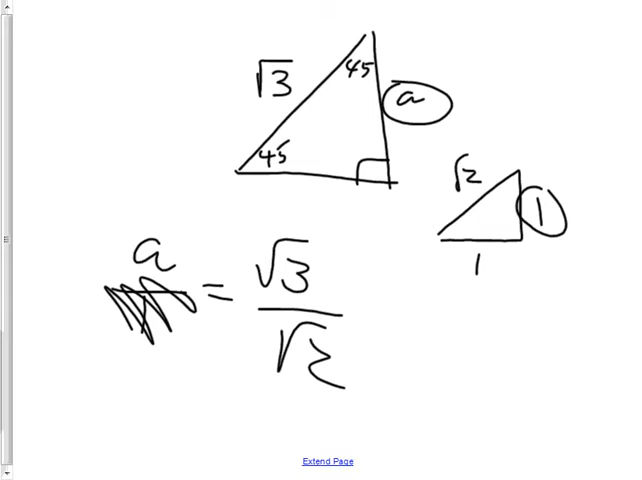 √3
45
a
45
√2
1
1
a
= √3
√2
Extend Page